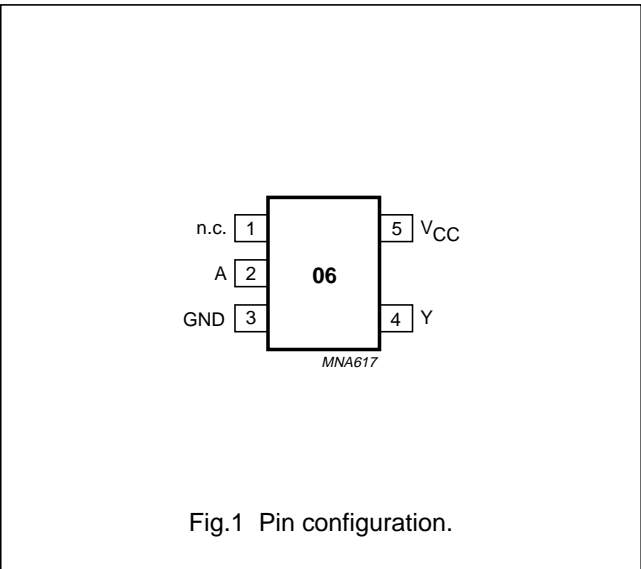 n.c. 1 5 VCC
A 2 06
GND 3 4 Y
MNA617
Fig.1 Pin configuration.